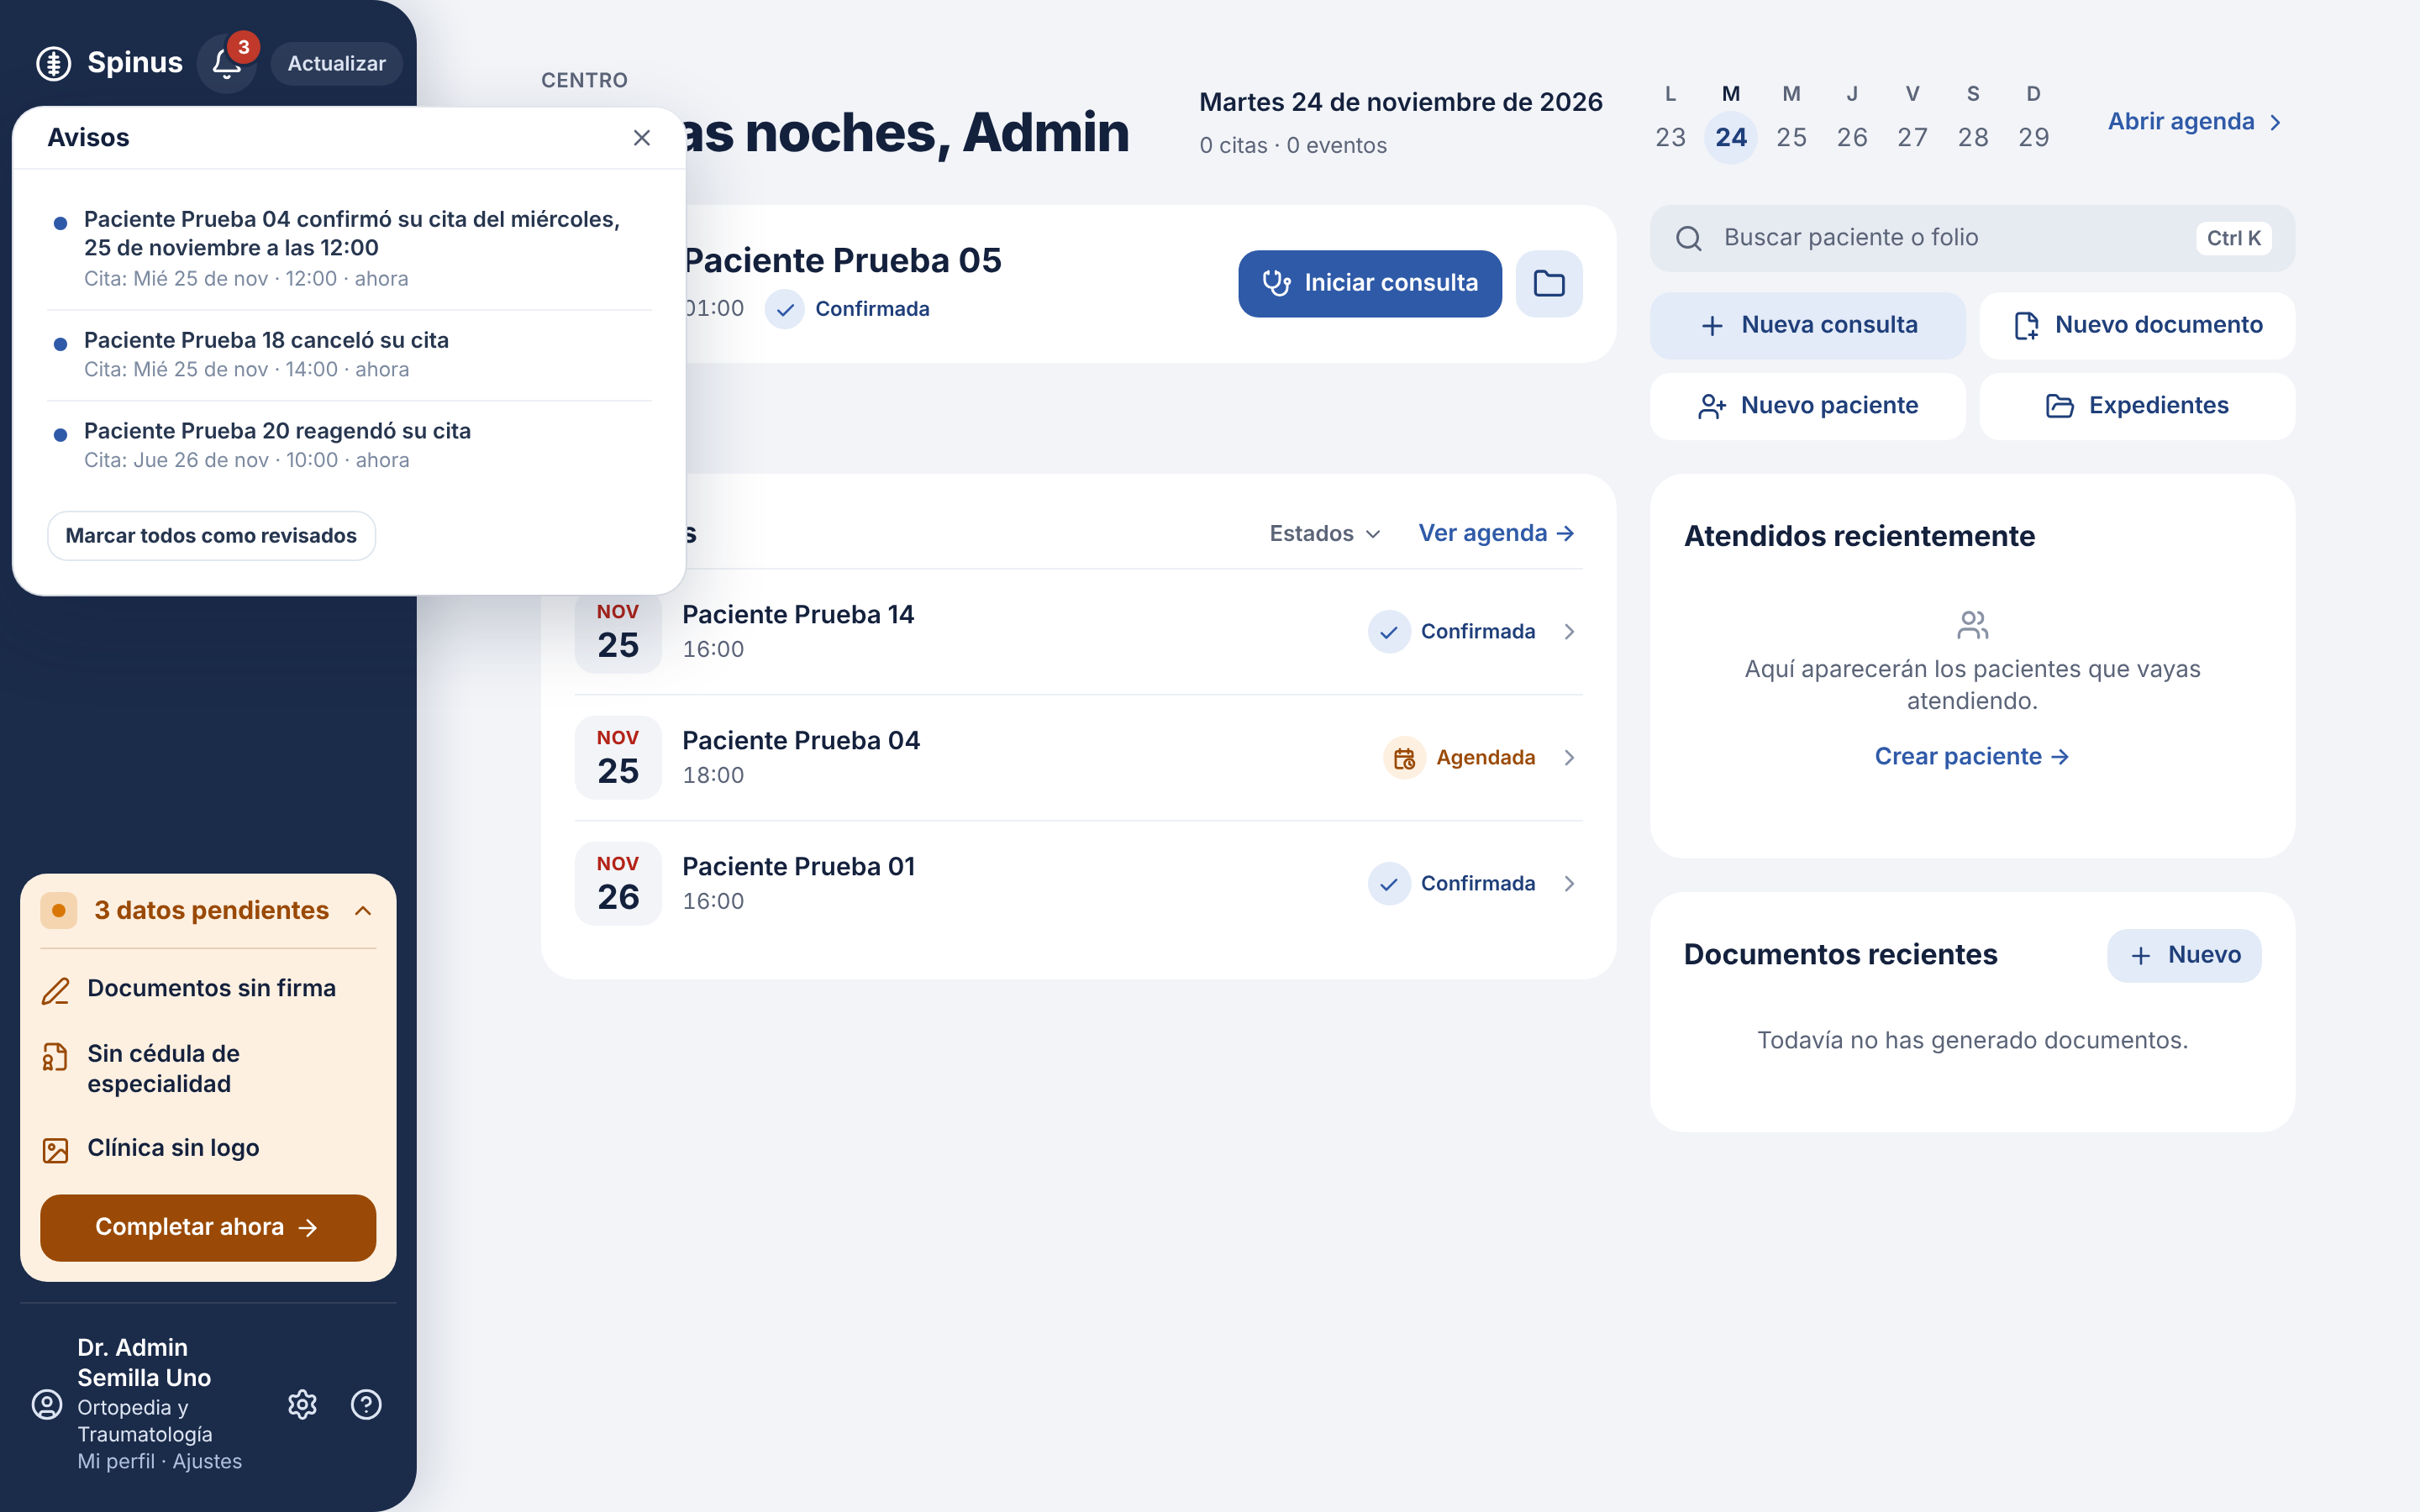 Spinus
3
Actualizar
Avisos
Paciente Prueba 04 confirmó su cita del miércoles,
25 de noviembre a las 12:00
Cita: Mié 25 de nov · 12:00 · ahora
Paciente Prueba 18 canceló su cita
Cita: Mié 25 de nov · 14:00 · ahora
Paciente Prueba 20 reagendó su cita
Cita: Jue 26 de nov · 10:00 · ahora
Marcar todos como revisados
3 datos pendientes
Documentos sin firma
Sin cédula de
especialidad
Clínica sin logo
Completar ahora
Dr. Admin
Semilla Uno
Ortopedia y
Traumatología
Mi perfil · Ajustes
CENTRO
as noches, Admin
Martes 24 de noviembre de 2026
0 citas · 0 eventos
L M M J V S D
23 24 25 26 27 28 29
Abrir agenda
Paciente Prueba 05
01:00
Confirmada
Iniciar consulta
Buscar paciente o folio
Ctrl K
Nueva consulta
Nuevo documento
Nuevo paciente
Expedientes
s
Estados
Ver agenda
NOV
25
Paciente Prueba 14
16:00
Confirmada
NOV
25
Paciente Prueba 04
18:00
Agendada
NOV
26
Paciente Prueba 01
16:00
Confirmada
Atendidos recientemente
Aquí aparecerán los pacientes que vayas
atendiendo.
Crear paciente
Documentos recientes
Nuevo
Todavía no has generado documentos.